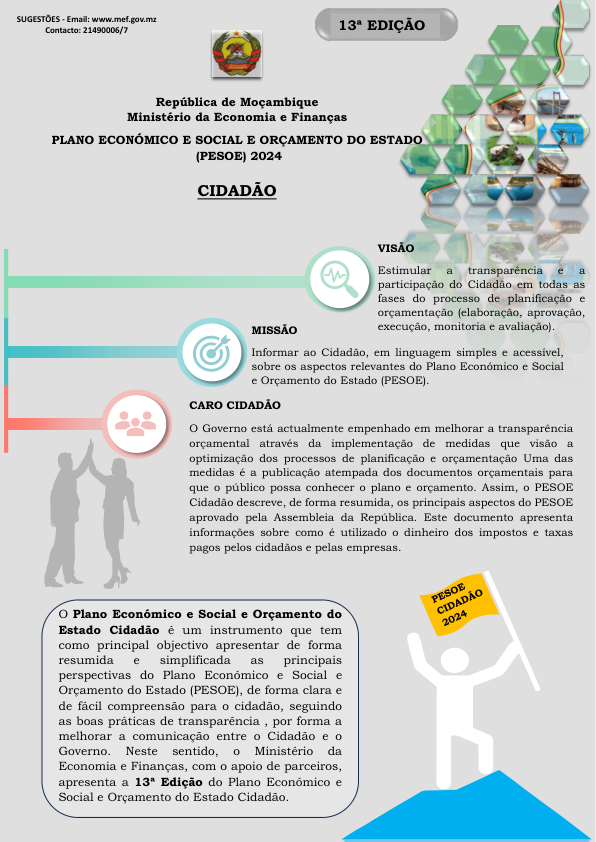 SUGESTÕES - Email: www.mef.gov.mz
Contacto: 21490006/7
13ª EDIÇÃO
República de Moçambique
Ministério da Economia e Finanças
PLANO ECONÓMICO E SOCIAL E ORÇAMENTO DO ESTADO
(PESOE) 2024
CIDADÃO
VISÃO
Estimular a transparência e a
participação do Cidadão em todas as
fases do processo de planificação e
orçamentação (elaboração, aprovação,
execução, monitoria e avaliação).
MISSÃO
Informar ao Cidadão, em linguagem simples e acessível,
sobre os aspectos relevantes do Plano Económico e Social
e Orçamento do Estado (PESOE).
CARO CIDADÃO
O Governo está actualmente empenhado em melhorar a transparência
orçamental através da implementação de medidas que visão a
optimização dos processos de planificação e orçamentação Uma das
medidas é a publicação atempada dos documentos orçamentais para
que o público possa conhecer o plano e orçamento. Assim, o PESOE
Cidadão descreve, de forma resumida, os principais aspectos do PESOE
aprovado pela Assembleia da República. Este documento apresenta
informações sobre como é utilizado o dinheiro dos impostos e taxas
pagos pelos cidadãos e pelas empresas.
O Plano Económico e Social e Orçamento do
Estado Cidadão é um instrumento que tem
como principal objectivo apresentar de forma
resumida e simplificada as principais
perspectivas do Plano Económico e Social e
Orçamento do Estado (PESOE), de forma clara e
de fácil compreensão para o cidadão, seguindo
as boas práticas de transparência , por forma a
melhorar a comunicação entre o Cidadão e o
Governo. Neste sentido, o Ministério da
Economia e Finanças, com o apoio de parceiros,
apresenta a 13ª Edição do Plano Económico e
Social e Orçamento do Estado Cidadão.
PESOE
CIDADÃO
2024